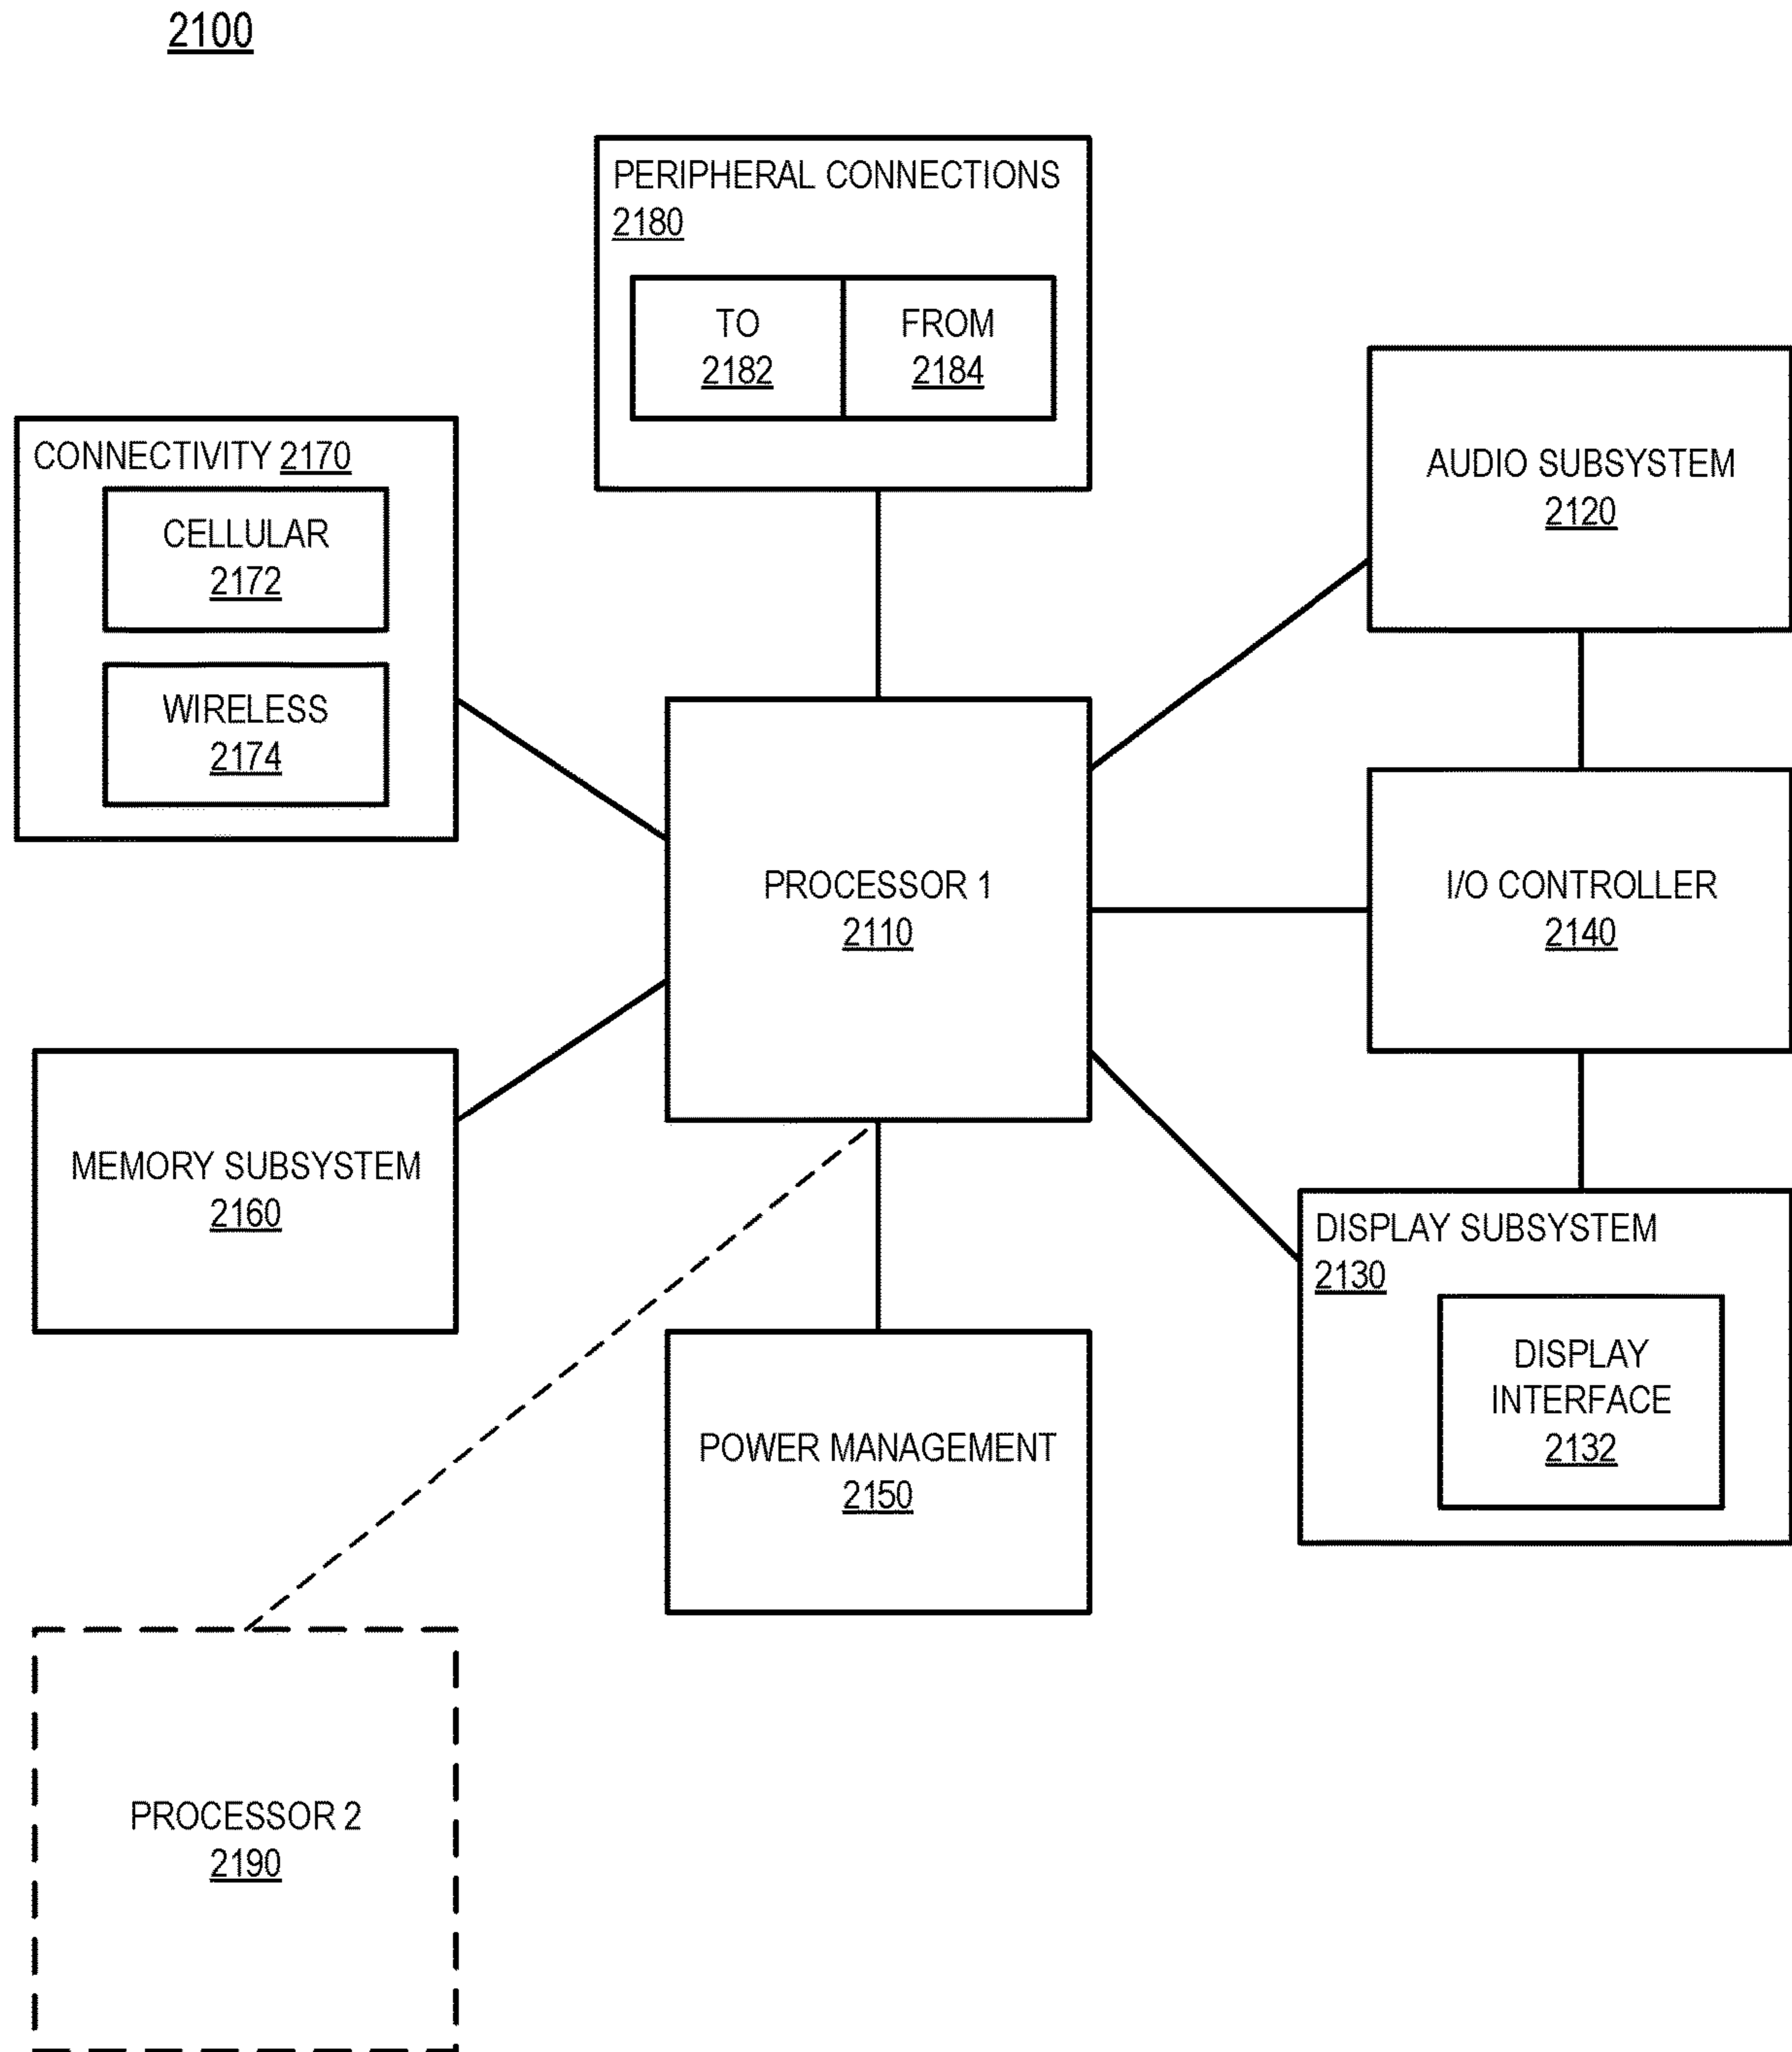 2100
PERIPHERAL CONNECTIONS
2180
TO
2182
FROM
2184
CONNECTIVITY 2170
CELLULAR
2172
WIRELESS
2174
AUDIO SUBSYSTEM
2120
PROCESSOR 1
2110
I/O CONTROLLER
2140
MEMORY SUBSYSTEM
2160
DISPLAY SUBSYSTEM
2130
DISPLAY
INTERFACE
2132
POWER MANAGEMENT
2150
PROCESSOR 2
2190